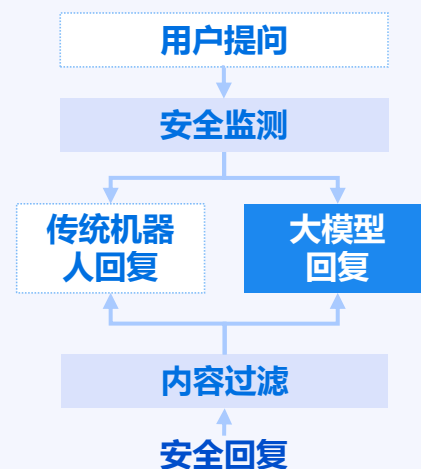 用户提问
安全监测
传统机器
人回复
大模型
回复
内容过滤
安全回复